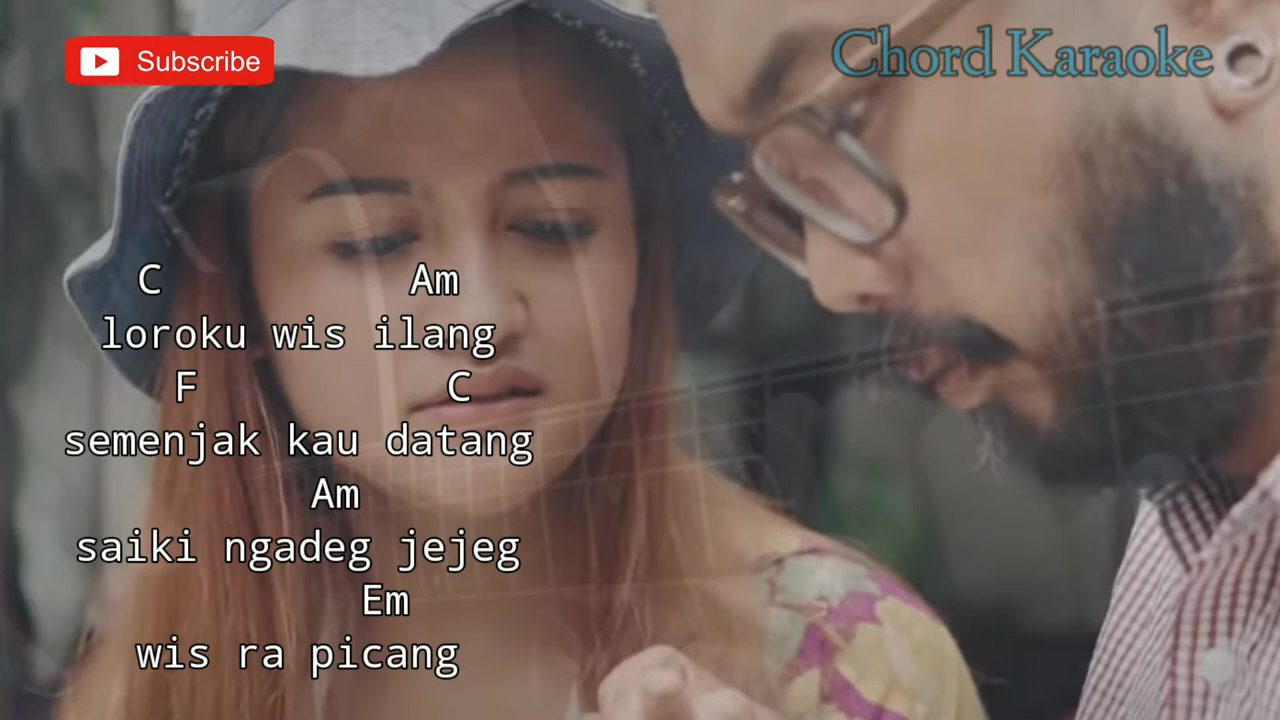 Subscribe
Chord Karaoke
C Am
loroku wis ilang
F C
semenjak kau datang
Am
saiki ngadeg jejeg
Em
wis ra picang